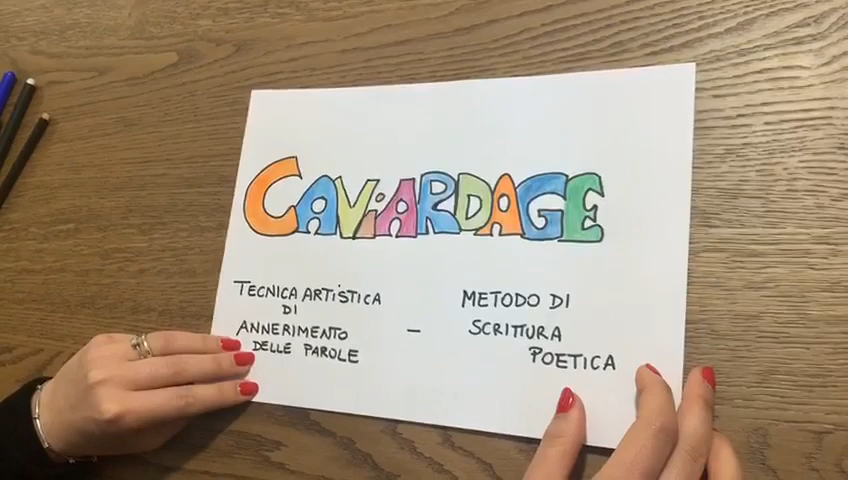 CAViARDAGE
TECNICA ARTiSTICA
DI
ANNERIMENTO
DELLE PAROLE
–
METODO DI
SCRITTURA
POETICA